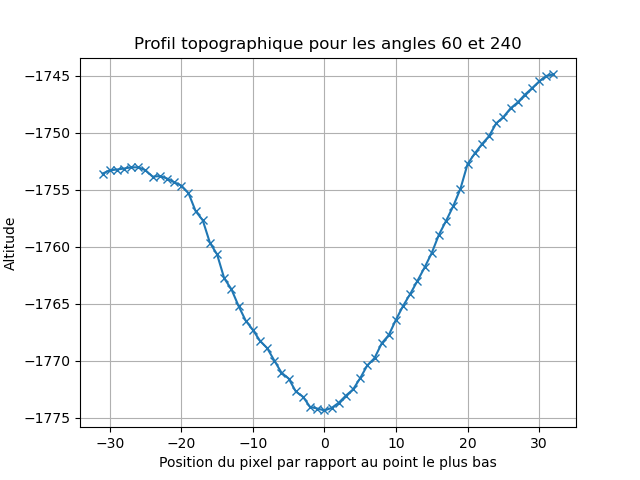 Profil topographique pour les angles 60 et 240
Altitude
−1745
−1750
−1755
−1760
−1765
−1770
−1775
−30 −20 −10 0 10 20 30
Position du pixel par rapport au point le plus bas